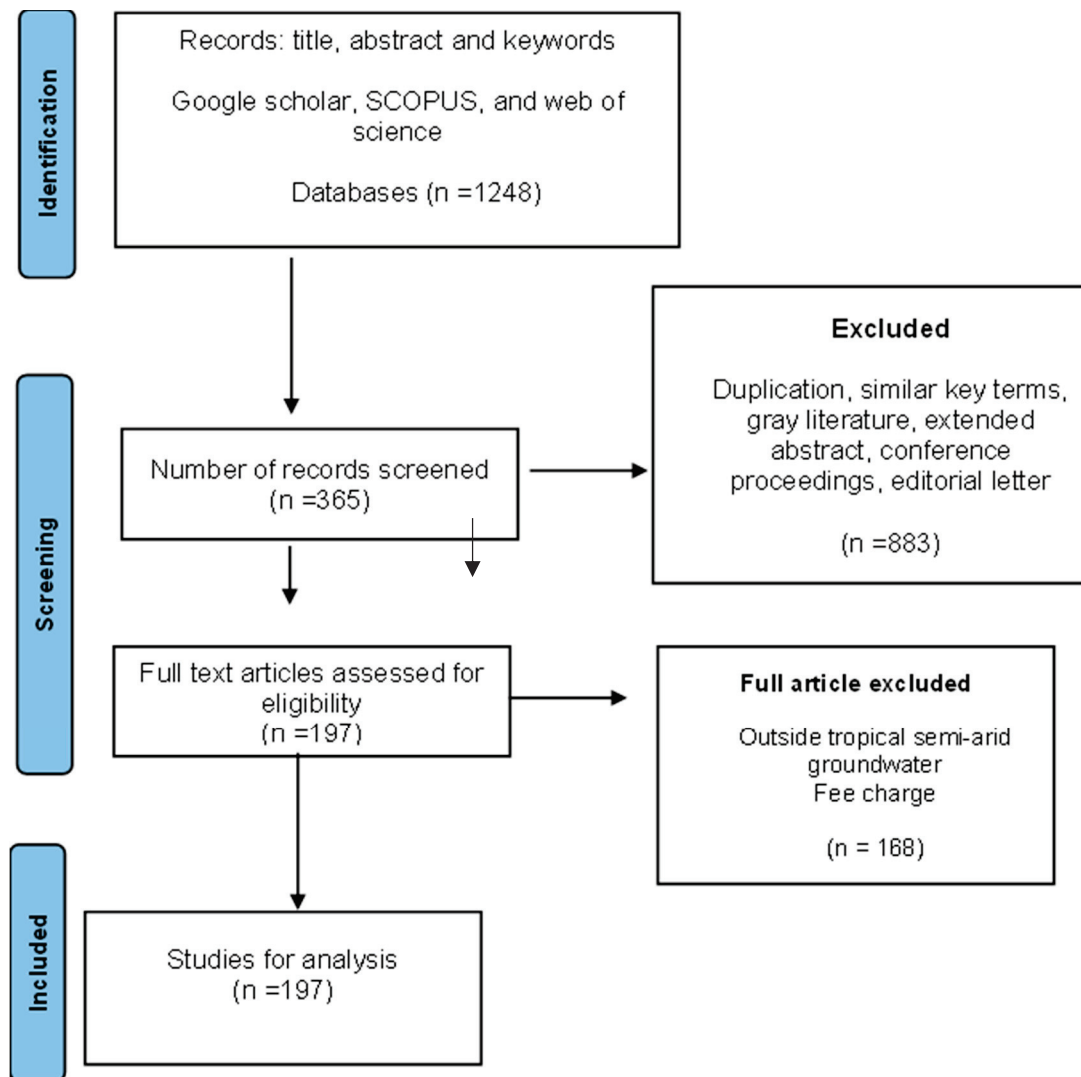 Identification
Records: title, abstract and keywords
Google scholar, SCOPUS, and web of
science
Databases (n =1248)
Excluded
Duplication, similar key terms,
gray literature, extended
abstract, conference
proceedings, editorial letter
(n =883)
Screening
Number of records screened
(n =365)
Full text articles assessed for
eligibility
(n =197)
Full article excluded
Outside tropical semi-arid
groundwater
Fee charge
(n = 168)
Included
Studies for analysis
(n =197)